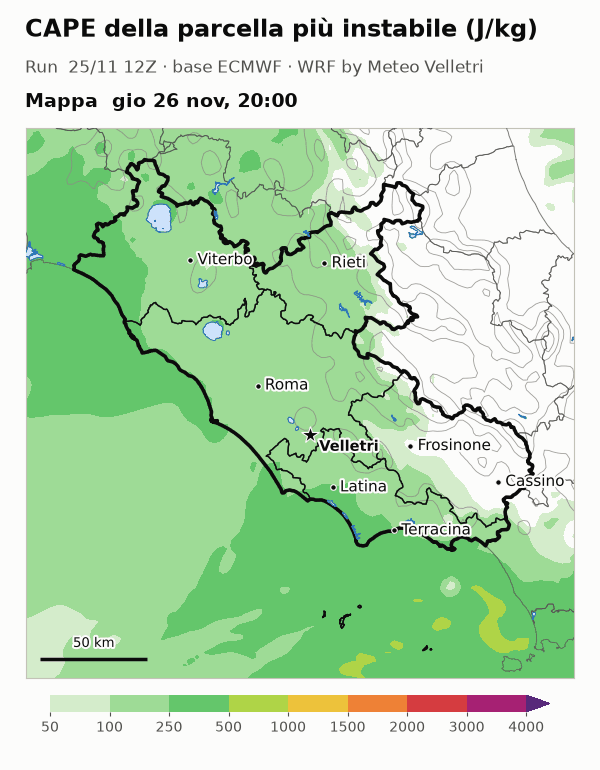 CAPE della parcella più instabile (J/kg)
Run 25/11 12Z · base ECMWF · WRF by Meteo Velletri
Mappa gio 26 nov, 20:00
Viterbo
Rieti
Roma
Velletri
Frosinone
Cassino
Latina
Terracina
50 km
50 100 250 500 1000 1500 2000 3000 4000